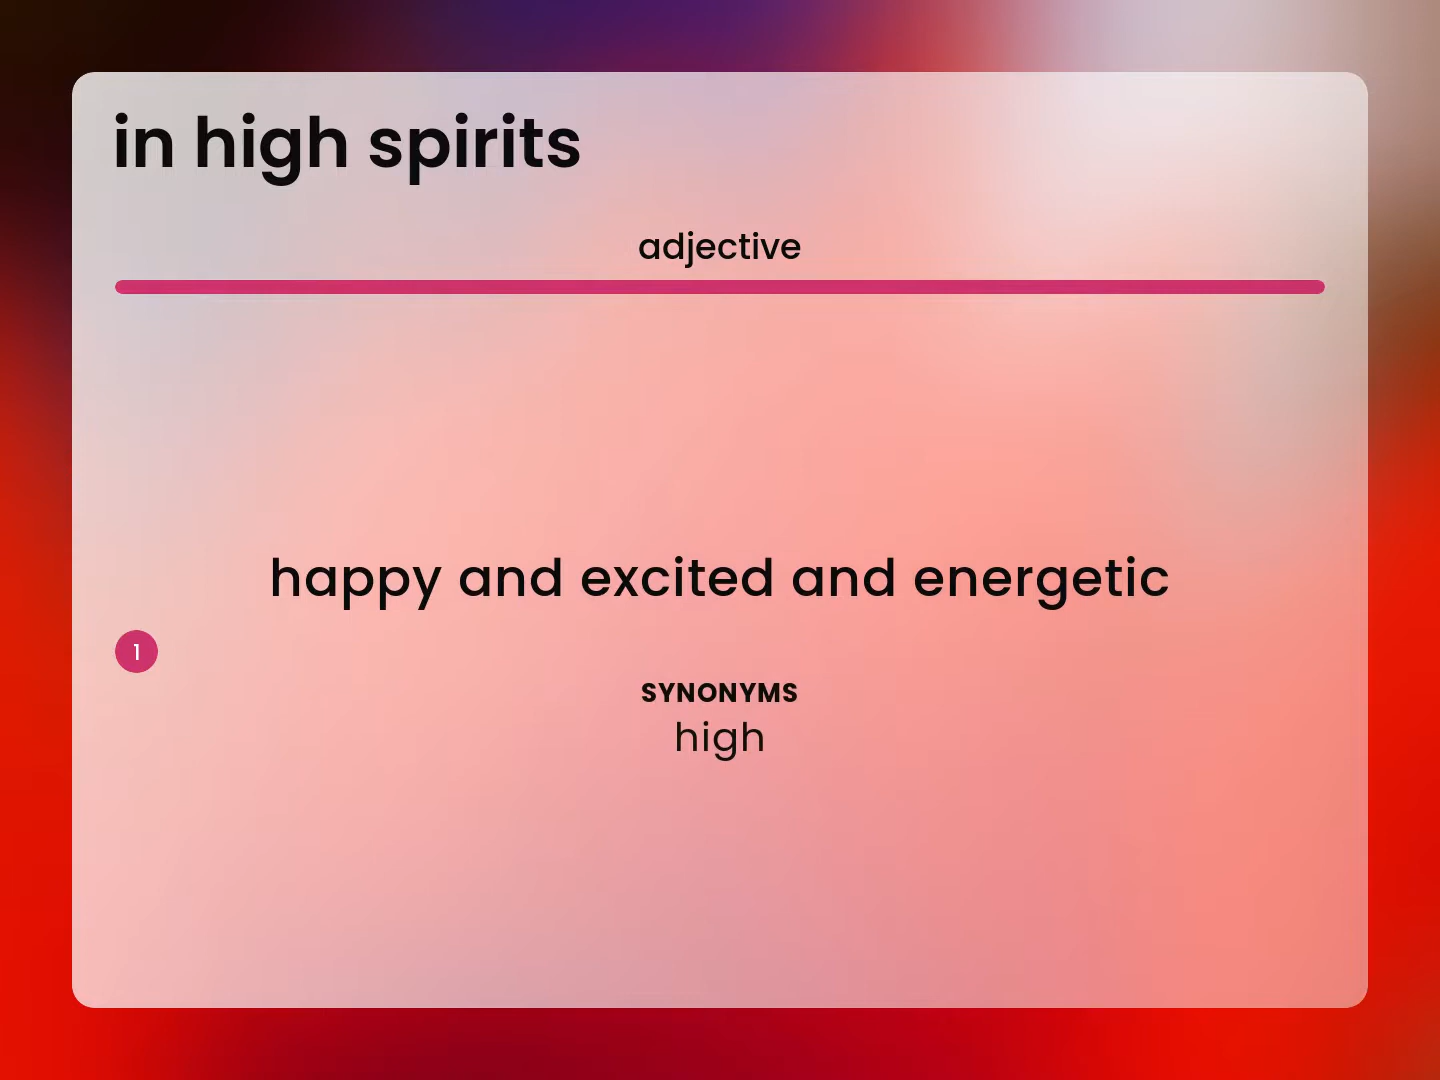 in high spirits
adjective
happy and excited and energetic
1
SYNONYMS
high